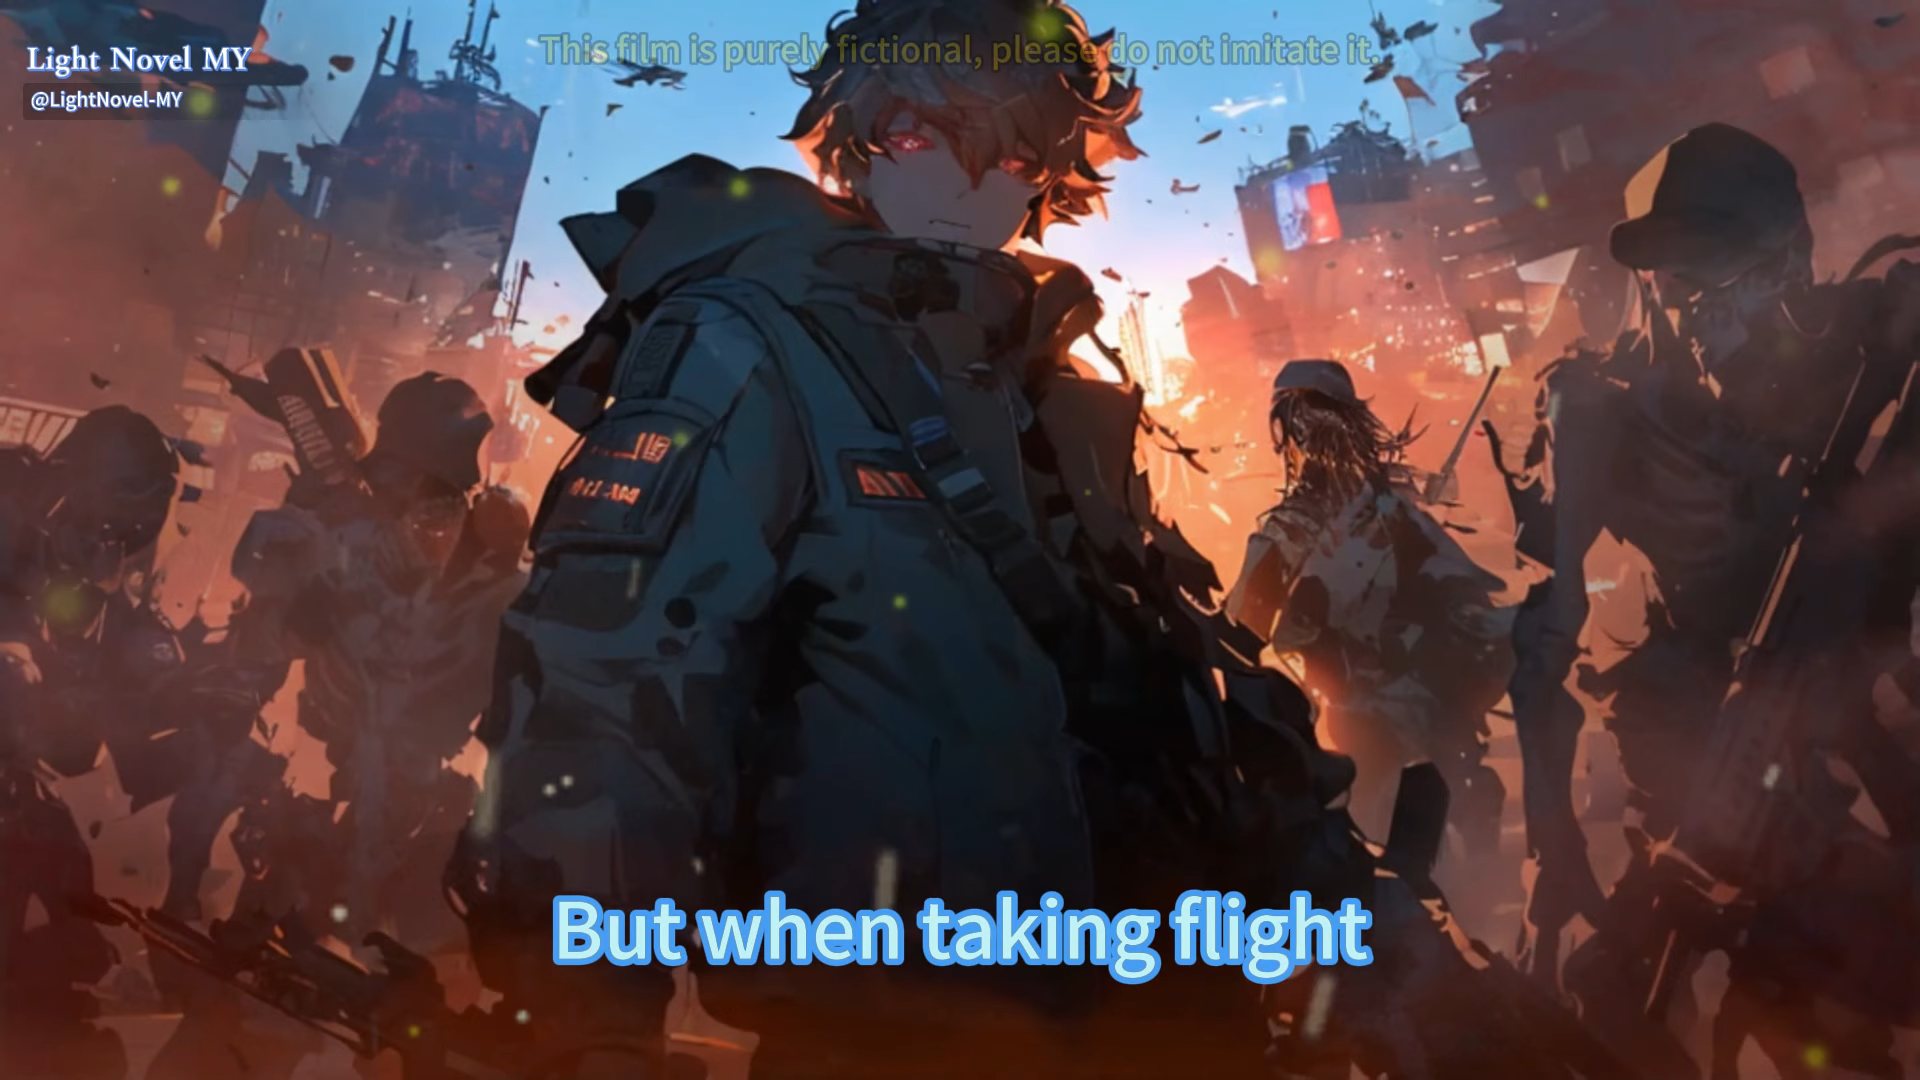 This film is purely fictional, please do not imitate it.
Light Novel MY
@LightNovel-MY
But when taking flight